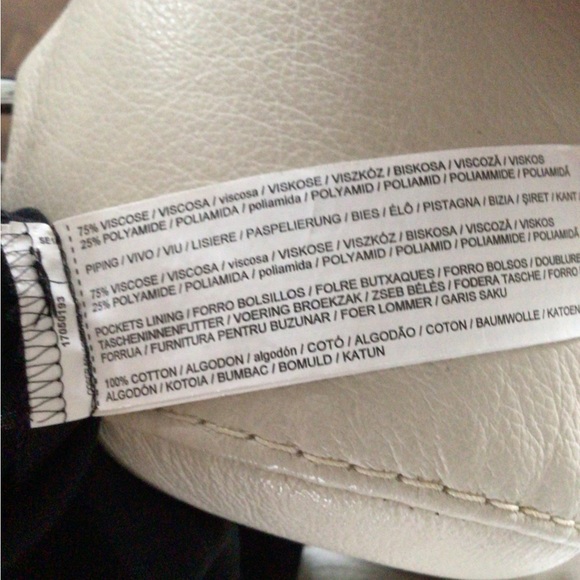 75% VISCOSE / VISCOSA / viscosa / VISKOSE / VISZKÓZ / BISKOSA / VISCOZĂ / VISKOS
25% POLYAMIDE / POLIAMIDA / poliamida / POLYAMID / POLIAMID / POLIAMMIDE / POLIAMIDĂ
PIPING / VIVO / VIU / LISIERE / PASPELIERUNG / BIES / ÉLŐ / PISTAGNA / BIZIA / ŞIRET / KANT
75% VISCOSE / VISCOSA / viscosa / VISKOSE / VISZKÓZ / BISKOSA / VISCOZĂ / VISKOS
25% POLYAMIDE / POLIAMIDA / poliamida / POLYAMID / POLIAMID / POLIAMMIDE / POLIAMIDĂ
POCKETS LINING / FORRO BOLSILLOS / FOLRE BUTXAQUES / FORRO BOLSOS / DOUBLURE
TASCHENINNENFUTTER / VOERING BROEKZAK / ZSEB BÉLÉS / FODERA TASCHE / FORRO
FORRUA / FURNITURA PENTRU BUZUNAR / FOER LOMMER / GARIS SAKU
100% COTTON / ALGODON / algodón / COTÓ / ALGODÃO / COTON / BAUMWOLLE / KATOEN
ALGODÓN / KOTOIA / BUMBAC / BOMULD / KATUN
17050193